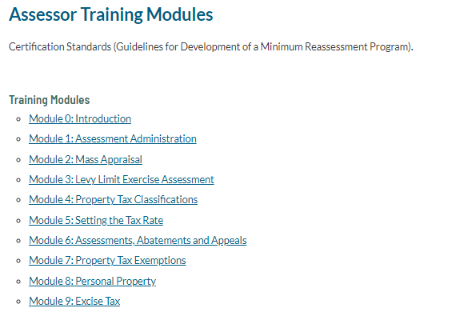 Assessor Training Modules
Certification Standards (Guidelines for Development of a Minimum Reassessment Program).
Training Modules
Module 0: Introduction
Module 1: Assessment Administration
Module 2: Mass Appraisal
Module 3: Levy Limit Exercise Assessment
Module 4: Property Tax Classifications
Module 5: Setting the Tax Rate
Module 6: Assessments, Abatements and Appeals
Module 7: Property Tax Exemptions
Module 8: Personal Property
Module 9: Excise Tax